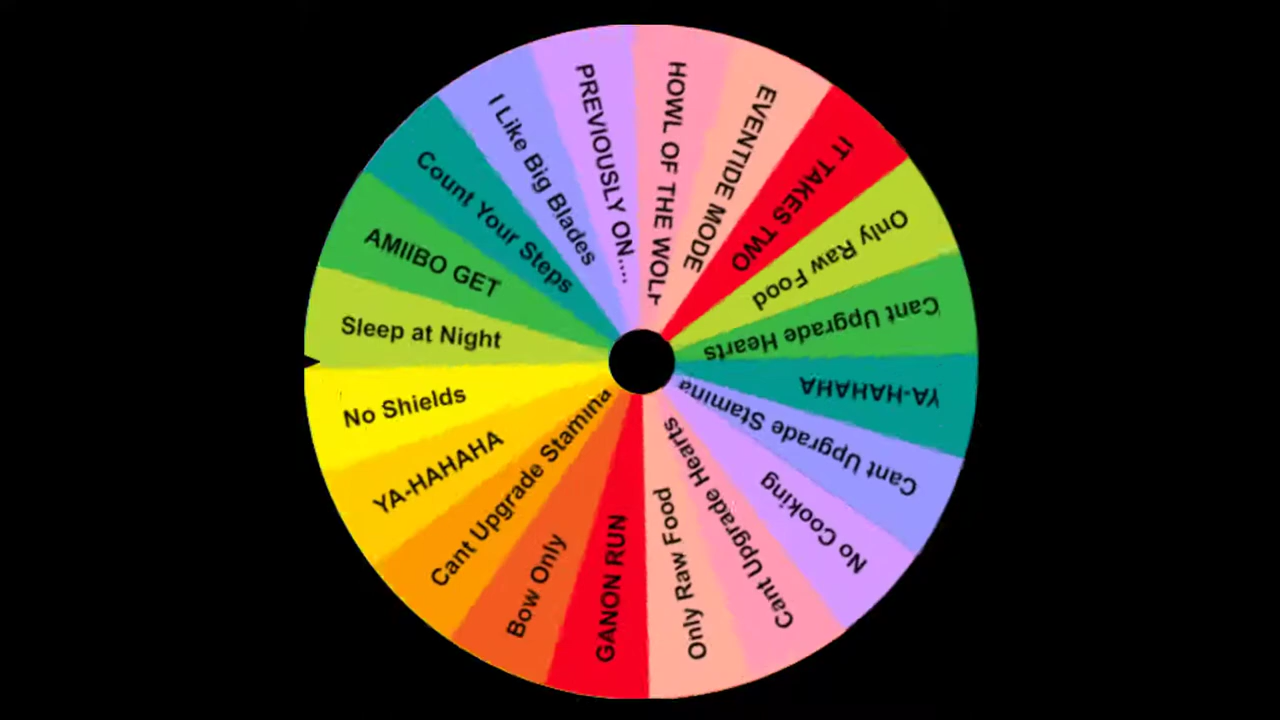 HOWL OF THE WOLF
EVENTIDE MODE
IT TAKES TWO
Only Raw Food
Cant Upgrade Hearts
YA-HAHAHA
Cant Upgrade Stamina
No Cooking
Cant Upgrade Hearts
Only Raw Food
GANON RUN
Bow Only
Cant Upgrade Stamina
YA-HAHAHA
No Shields
Sleep at Night
AMIIBO GET
Count Your Steps
I Like Big Blades
PREVIOUSLY ON....